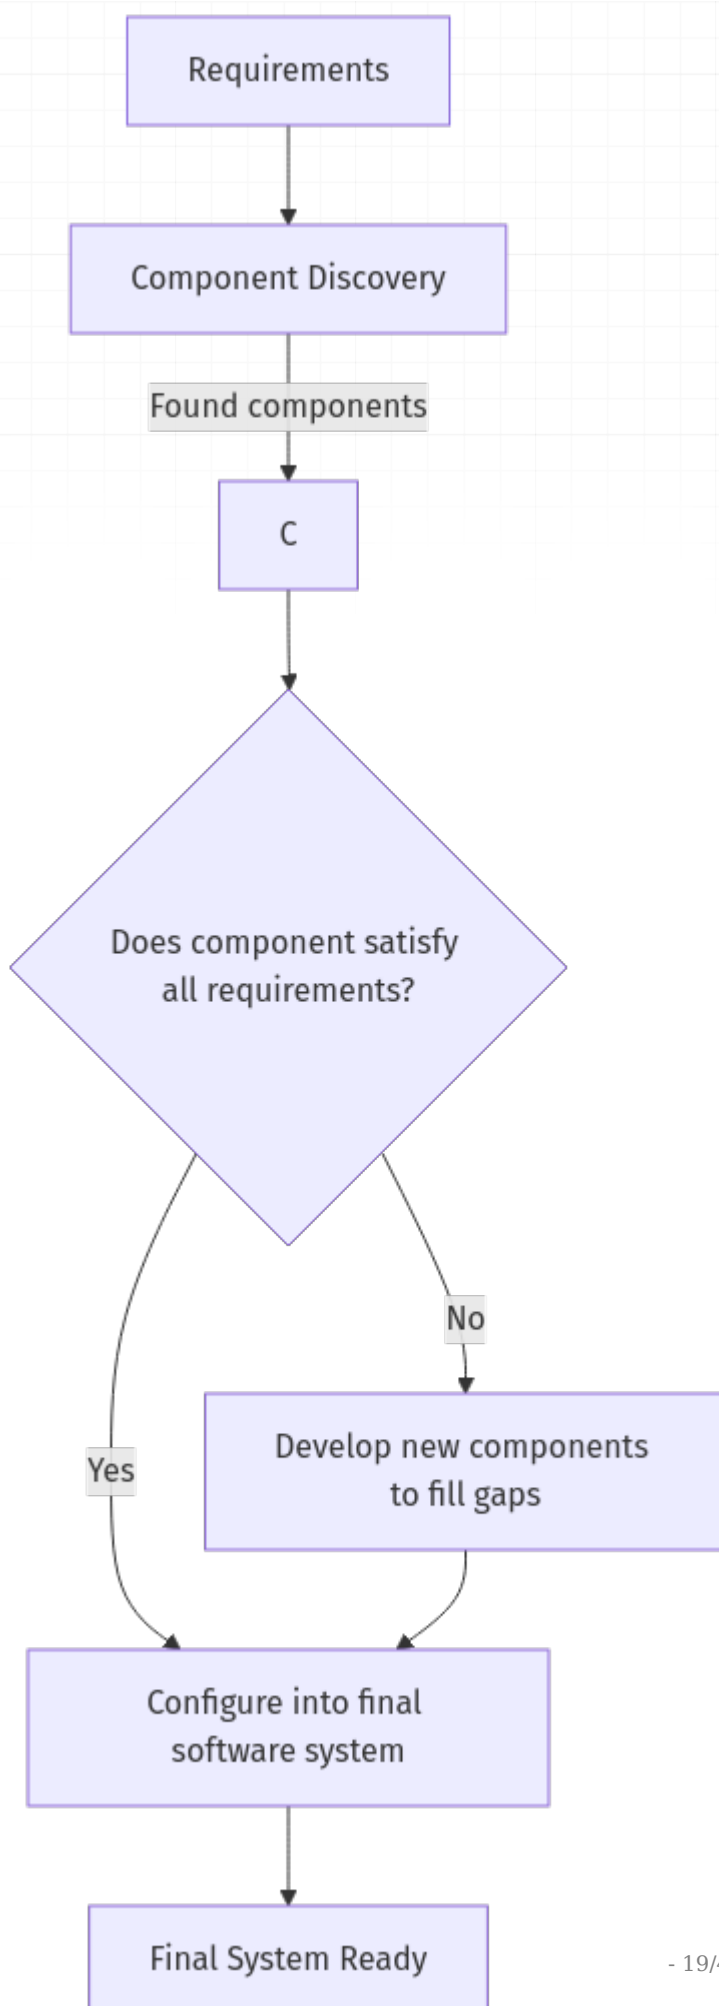 Requirements
Component Discovery
Found components
C
Does component satisfy
all requirements?
No
Develop new components
to fill gaps
Yes
Configure into final
software system
Final System Ready
- 19/